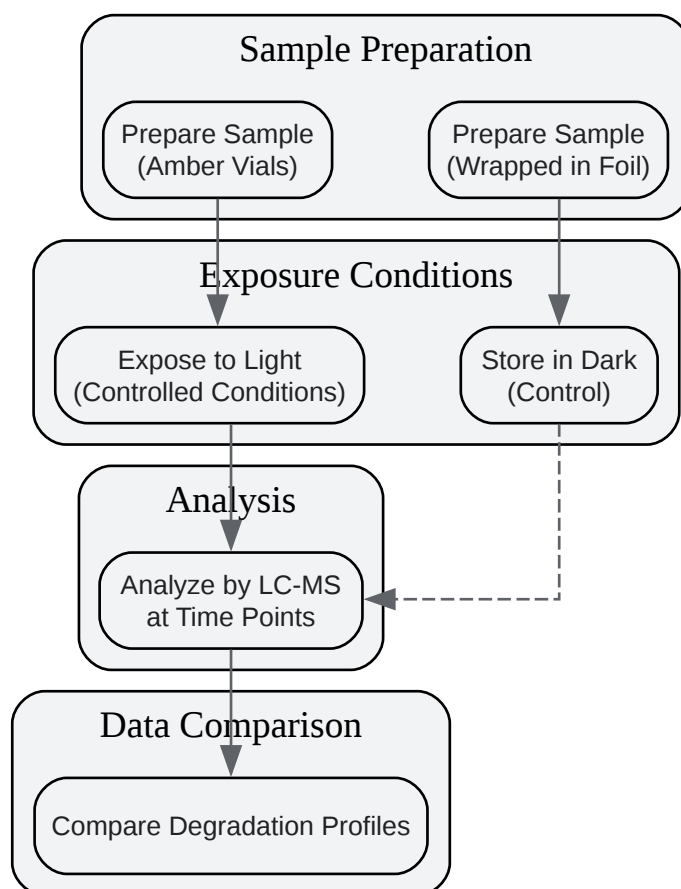 Sample Preparation
Prepare Sample
(Amber Vials)
Prepare Sample
(Wrapped in Foil)
Exposure Conditions
Expose to Light
(Controlled Conditions)
Store in Dark
(Control)
Analysis
Analyze by LC-MS
at Time Points
Data Comparison
Compare Degradation Profiles